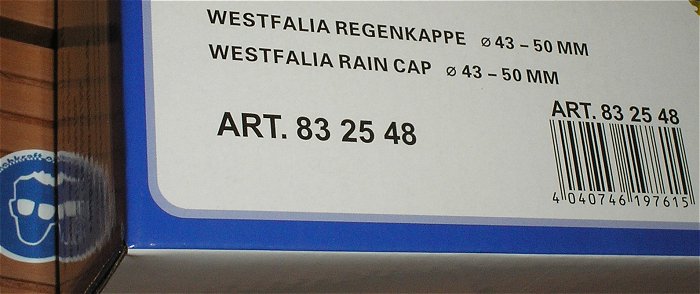 WESTFALIA REGENKAPPE ø 43 – 50 MM
WESTFALIA RAIN CAP ø 43 – 50 MM
ART. 83 25 48
ART. 83 25 48
4 040746 197615